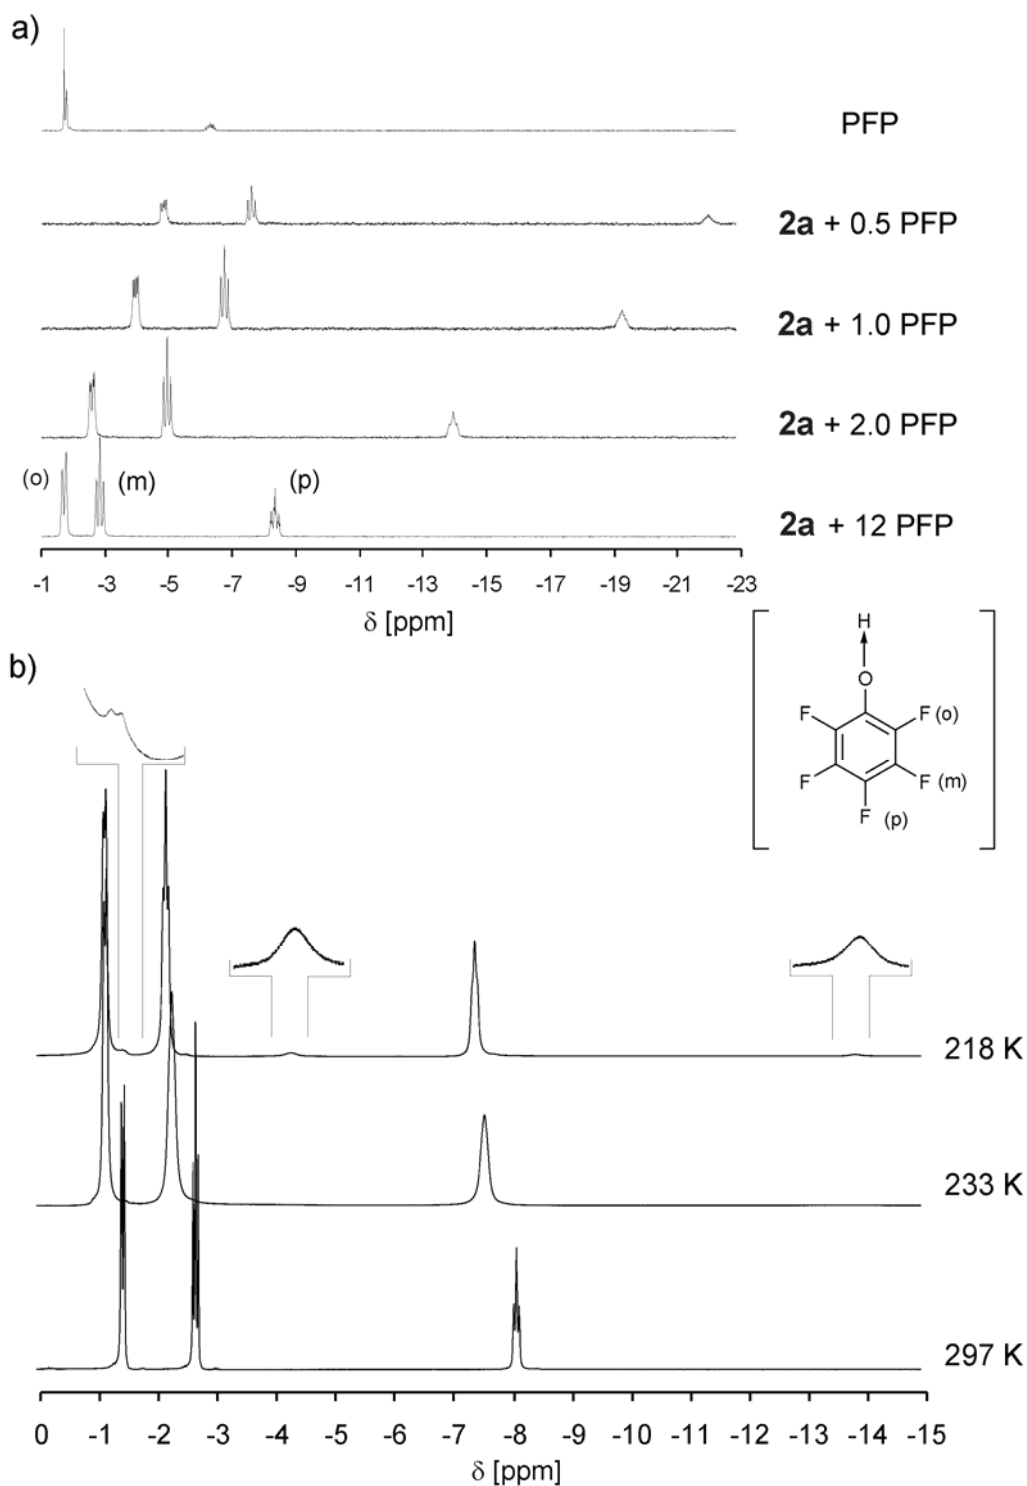 a)
PFP
2a + 0.5 PFP
2a + 1.0 PFP
2a + 2.0 PFP
(o) (m) (p)
2a + 12 PFP
-1 -3 -5 -7 -9 -11 -13 -15 -17 -19 -21 -23
δ [ppm]
b)
H
O
F F (o)
F F (m)
F (p)
218 K
233 K
297 K
0 -1 -2 -3 -4 -5 -6 -7 -8 -9 -10 -11 -12 -13 -14 -15
δ [ppm]